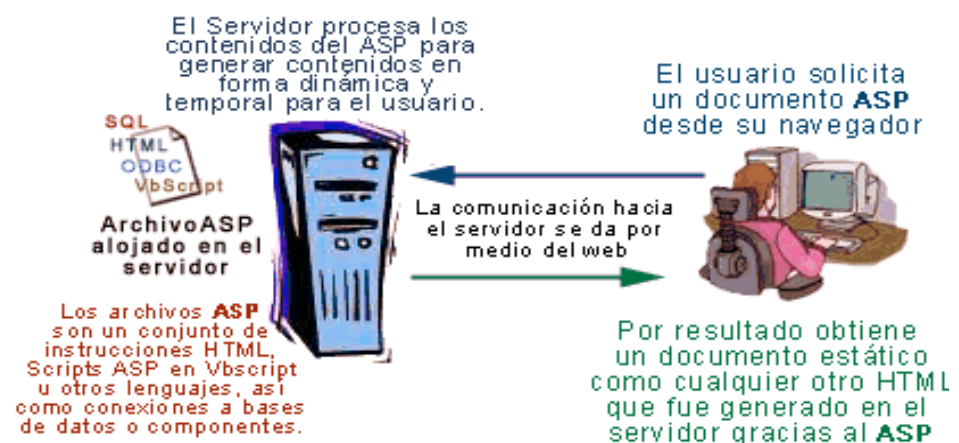 El Servidor procesa los
contenidos del ASP para
generar contenidos en
forma dinámica y
temporal para el usuario.
El usuario solicita
un documento ASP
desde su navegador
SQL
HTML
ODBC
VbScript
Archivo ASP
alojado en el
servidor
La comunicación hacia
el servidor se da por
medio del web
Los archivos ASP
son un conjunto de
instrucciones HTML,
Scripts ASP en Vbscript
u otros lenguajes, así
como conexiones a bases
de datos o componentes.
Por resultado obtiene
un documento estático
como cualquier otro HTML
que fue generado en el
servidor gracias al ASP